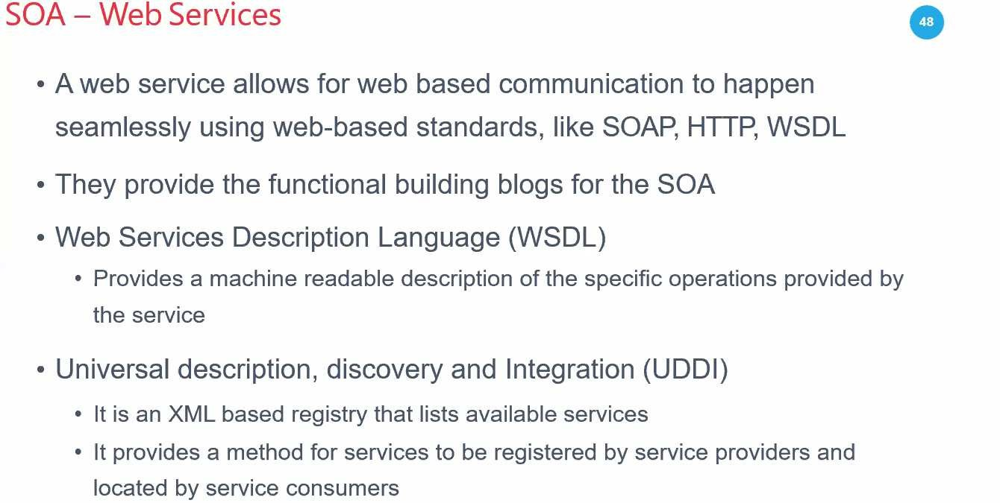 SOA – Web Services
48
• A web service allows for web based communication to happen
seamlessly using web-based standards, like SOAP, HTTP, WSDL
• They provide the functional building blogs for the SOA
• Web Services Description Language (WSDL)
• Provides a machine readable description of the specific operations provided by
the service
• Universal description, discovery and Integration (UDDI)
• It is an XML based registry that lists available services
• It provides a method for services to be registered by service providers and
located by service consumers